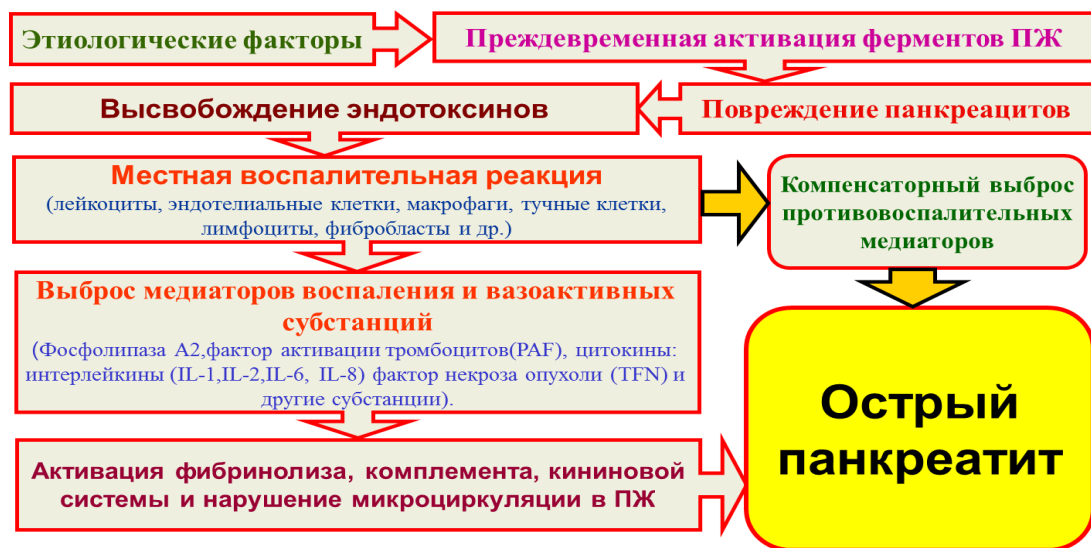 Этиологические факторы
Преждевременная активация ферментов ПЖ
Повреждение панкреацитов
Высвобождение эндотоксинов
Местная воспалительная реакция
(лейкоциты, эндотелиальные клетки, макрофаги, тучные клетки,
лимфоциты, фибробласты и др.)
Компенсаторный выброс
противовоспалительных
медиаторов
Выброс медиаторов воспаления и вазоактивных
субстанций
(Фосфолипаза А2,фактор активации тромбоцитов(PAF), цитокины:
интерлейкины (IL-1,IL-2,IL-6, IL-8) фактор некроза опухоли (TFN) и
другие субстанции).
Активация фибринолиза, комплемента, кининовой
системы и нарушение микроциркуляции в ПЖ
Острый
панкреатит